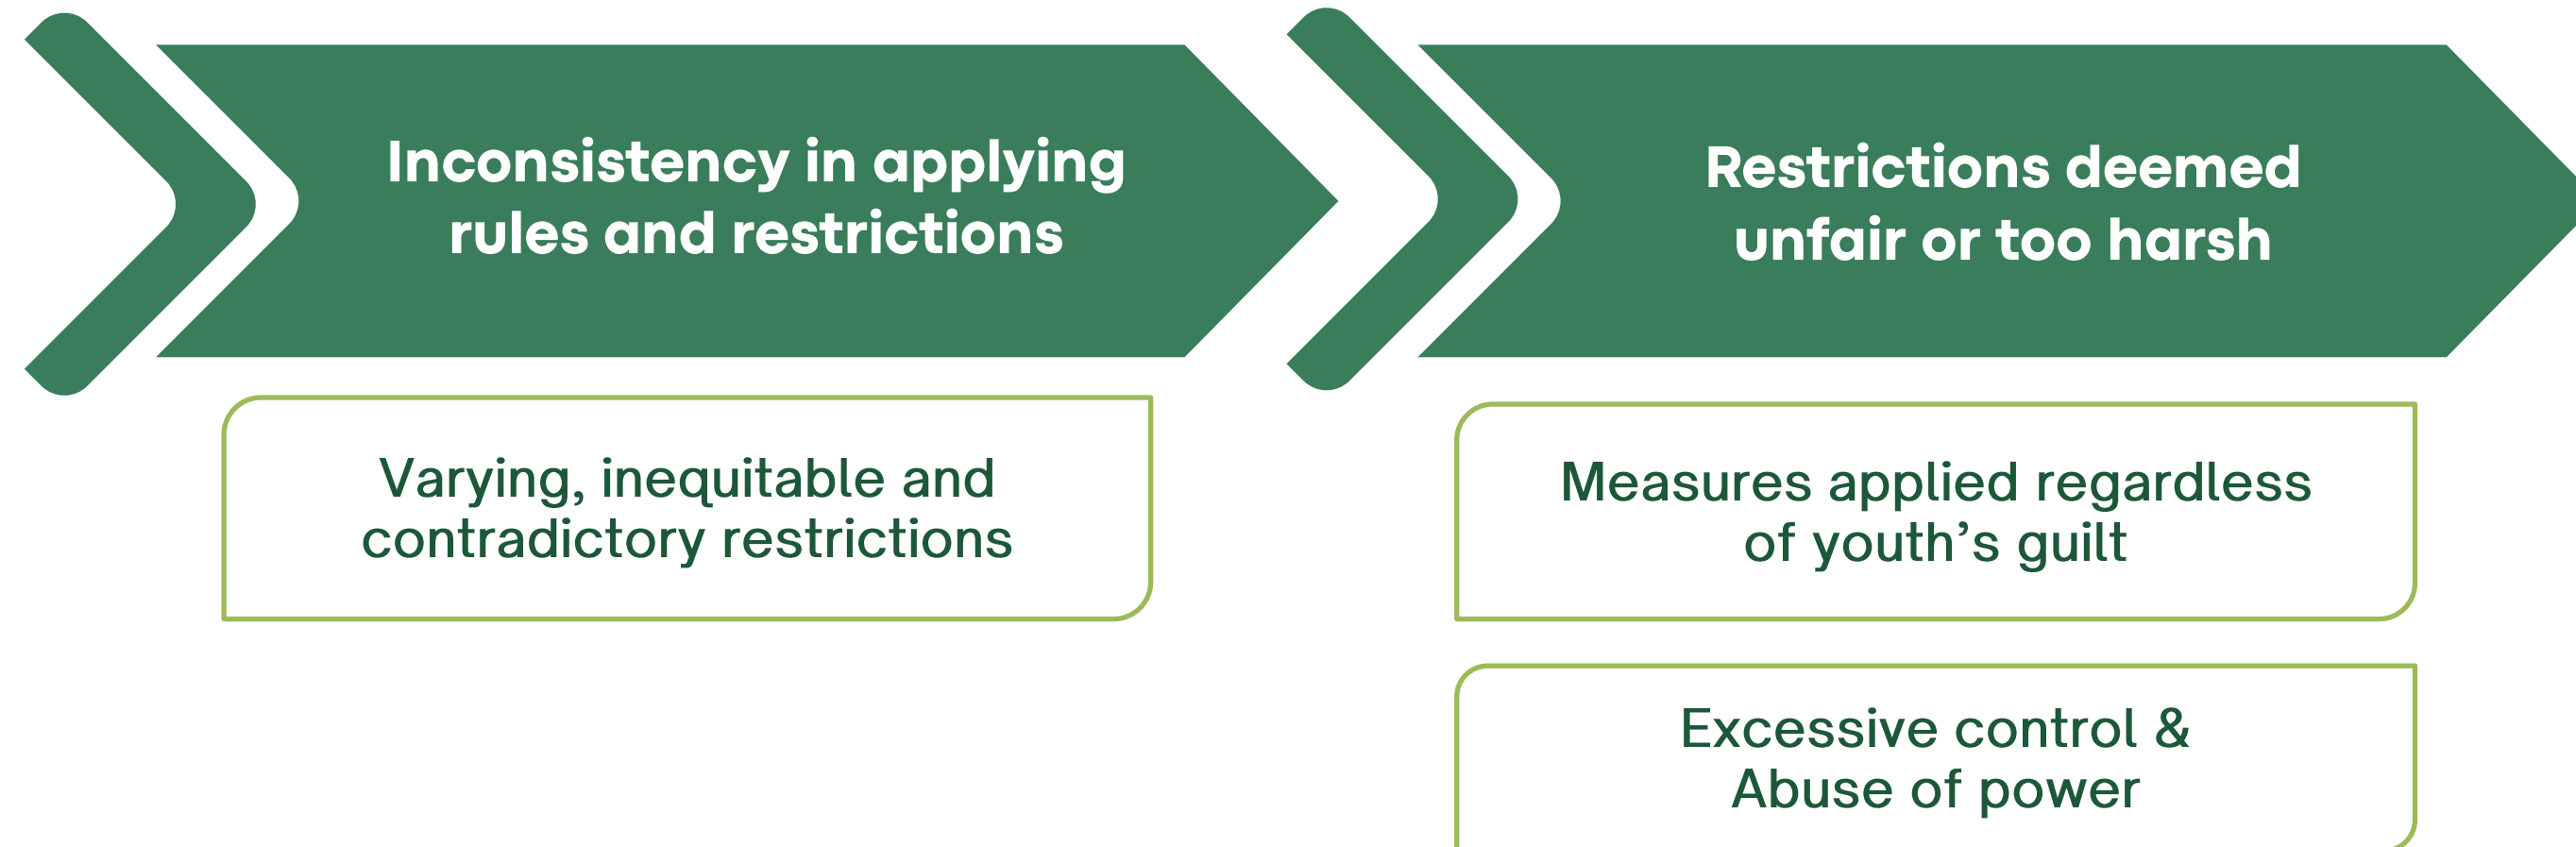 Inconsistency in applying
rules and restrictions
Varying, inequitable and
contradictory restrictions
Restrictions deemed
unfair or too harsh
Measures applied regardless
of youth’s guilt
Excessive control &
Abuse of power